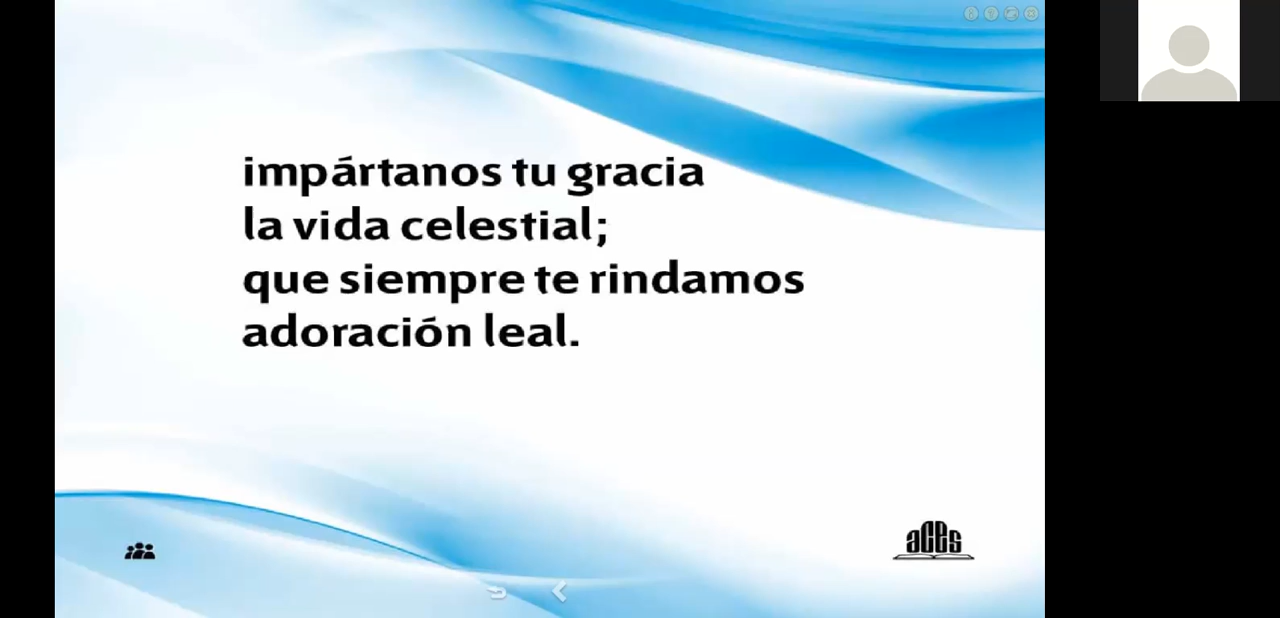 impártanos tu gracia
la vida celestial;
que siempre te rindamos
adoración leal.
aces